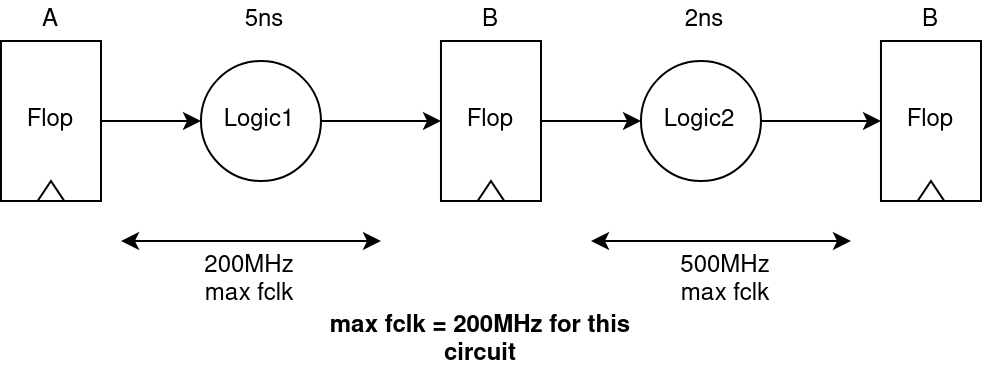 A
5ns
B
2ns
B
Flop
Logic1
Flop
Logic2
Flop
200MHz
max fclk
500MHz
max fclk
max fclk = 200MHz for this
circuit